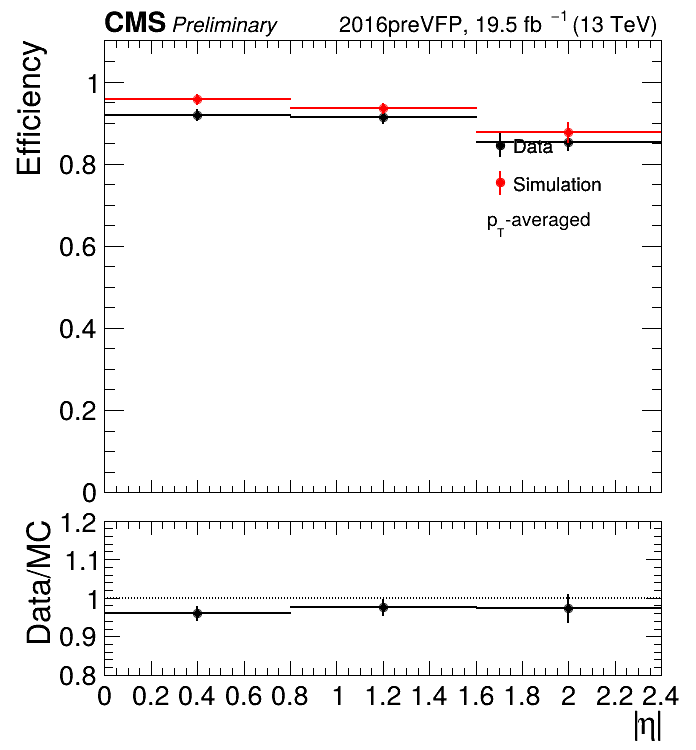 CMS Preliminary 2016preVFP, 19.5 fb⁻¹ (13 TeV)
Efficiency
1
0.8
0.6
0.4
0.2
0
Data
Simulation
p_T-averaged
Data/MC
1.2
1.1
1
0.9
0.8
0 0.2 0.4 0.6 0.8 1 1.2 1.4 1.6 1.8 2 2.2 2.4
|η|